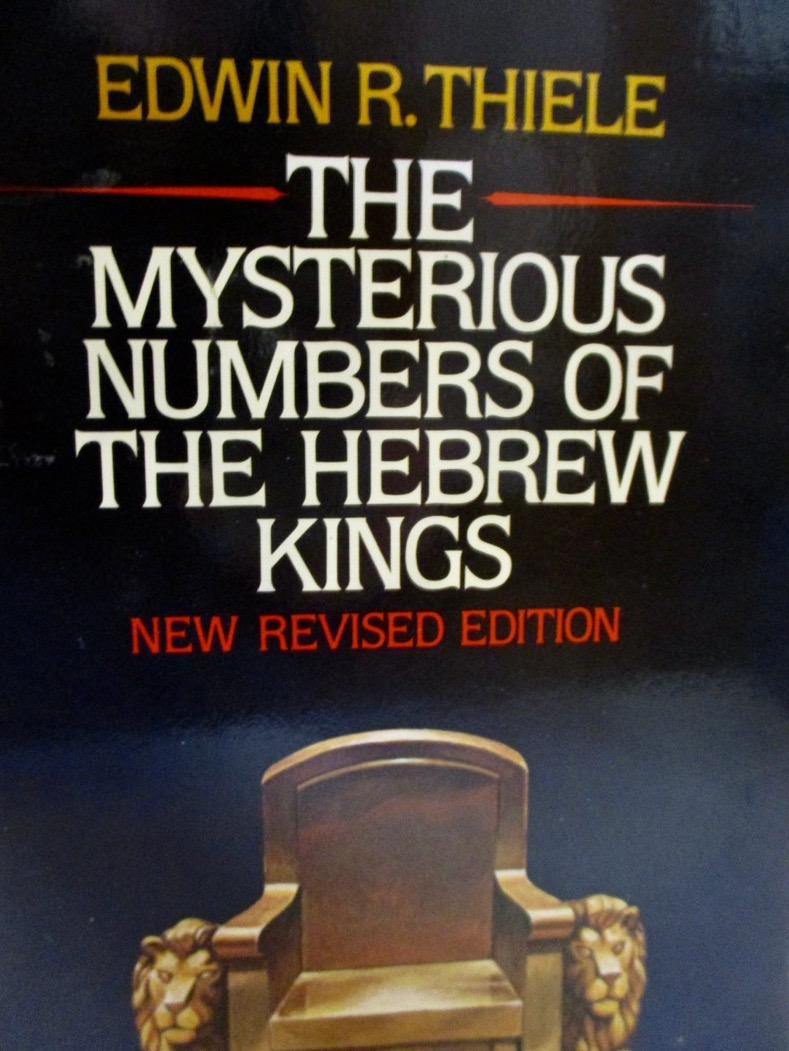 EDWIN R. THIELE
THE
MYSTERIOUS
NUMBERS OF
THE HEBREW
KINGS
NEW REVISED EDITION